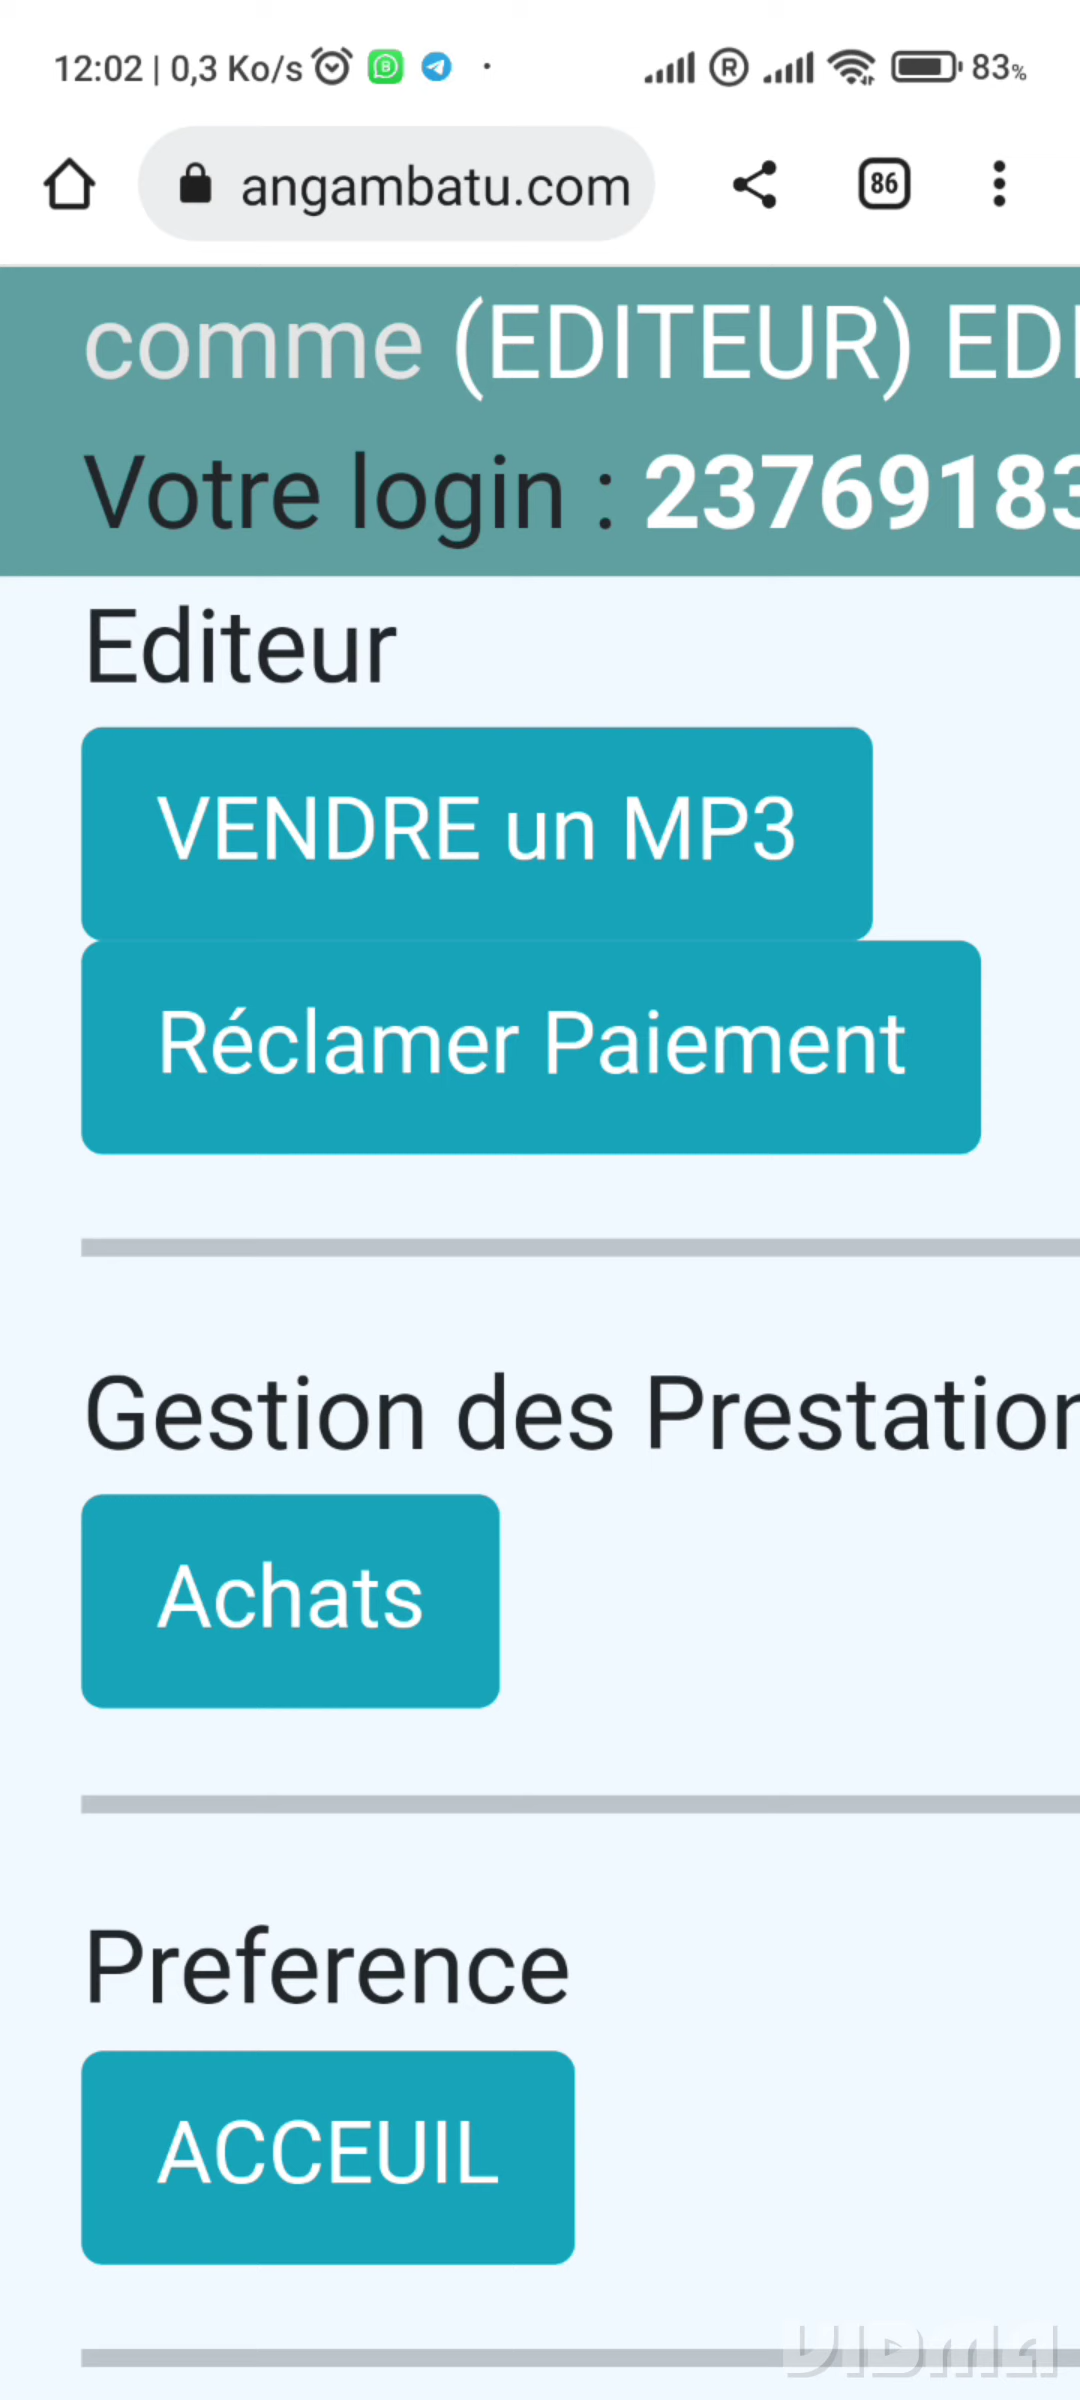 12:02 | 0,3 Ko/s 83%
angambatu.com 86
comme (EDITEUR) EDI
Votre login : 23769183
Editeur
VENDRE un MP3
Réclamer Paiement
Gestion des Prestation
Achats
Preference
ACCEUIL
VIDMA